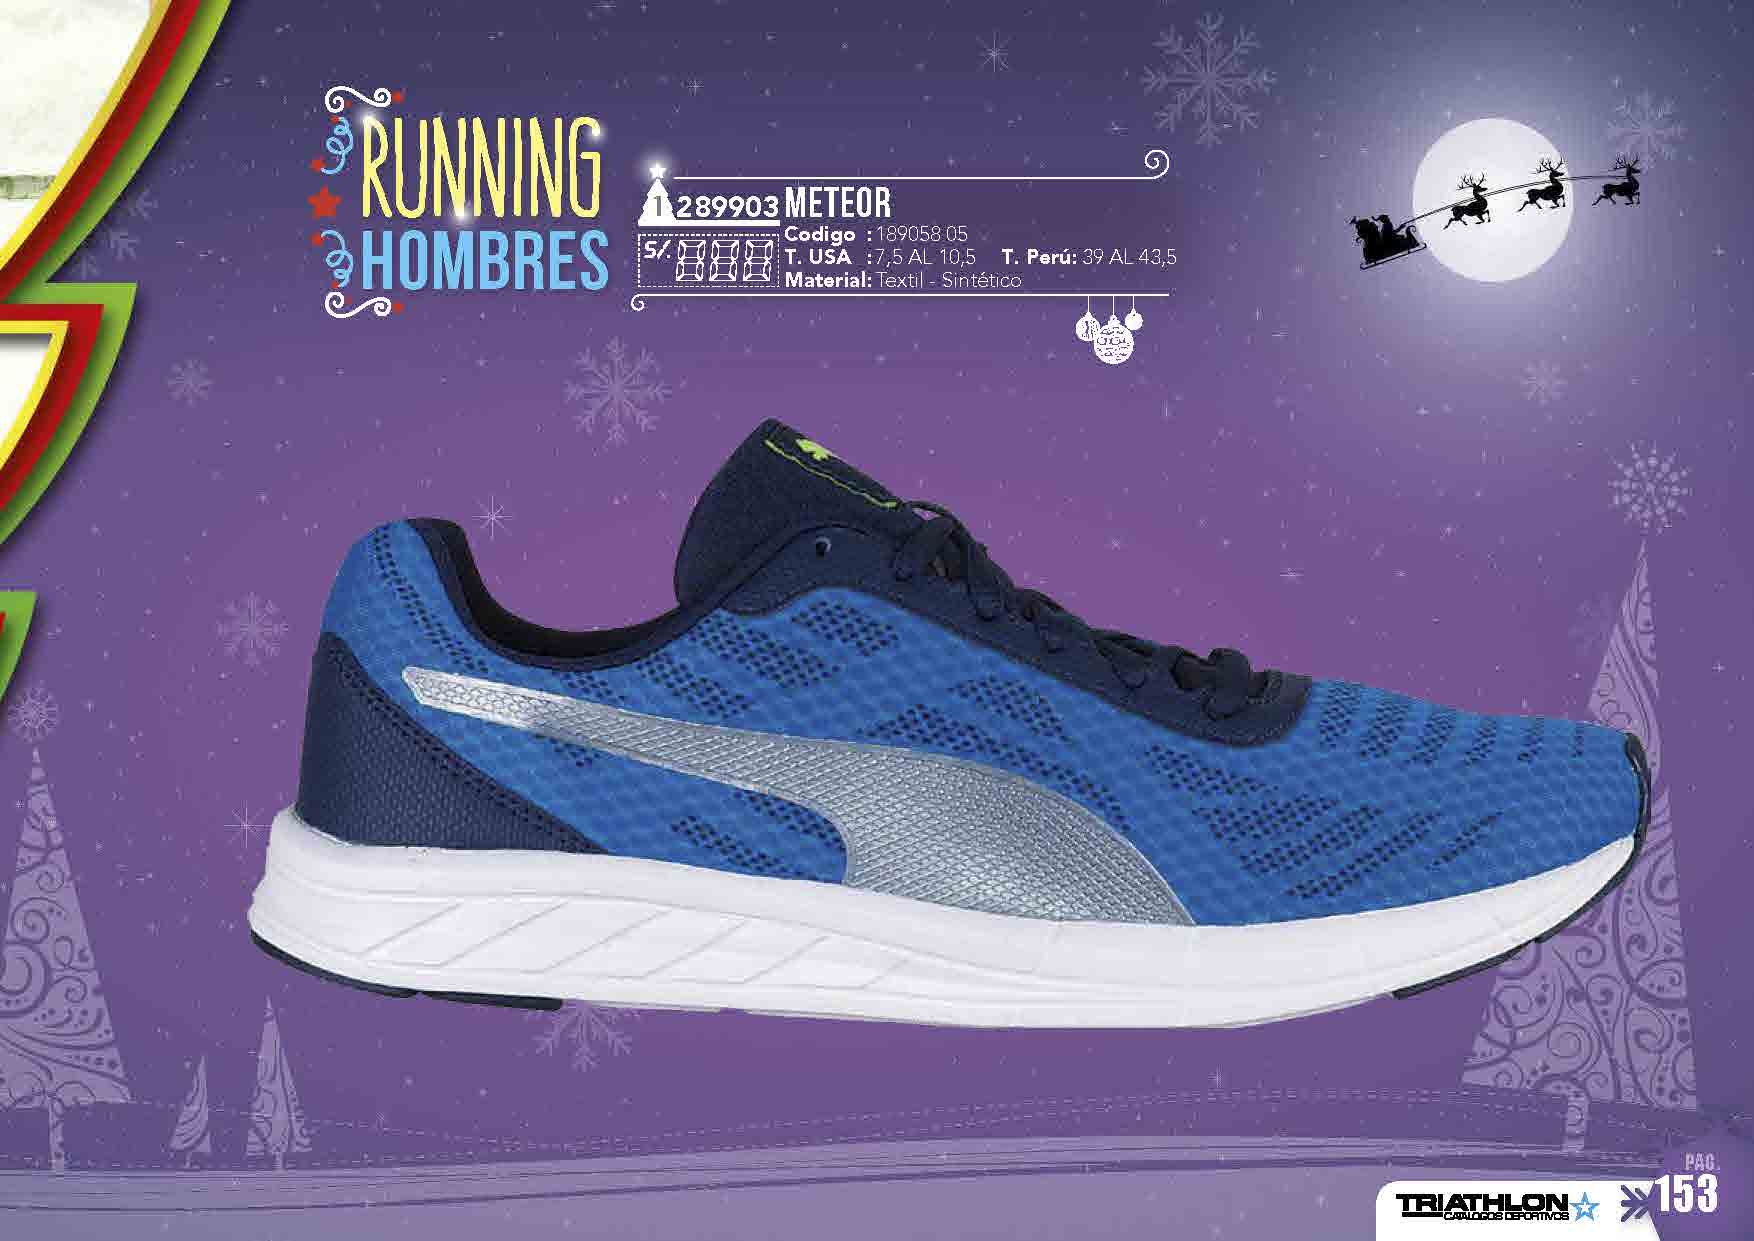 RUNNING
HOMBRES
1 289903 METEOR
S/. 888
Codigo : 189058 05
T. USA : 7,5 AL 10,5 T. Perú: 39 AL 43,5
Material: Textil - Sintético
PAG.
153
TRIATHLON
CATALOGOS DEPORTIVOS